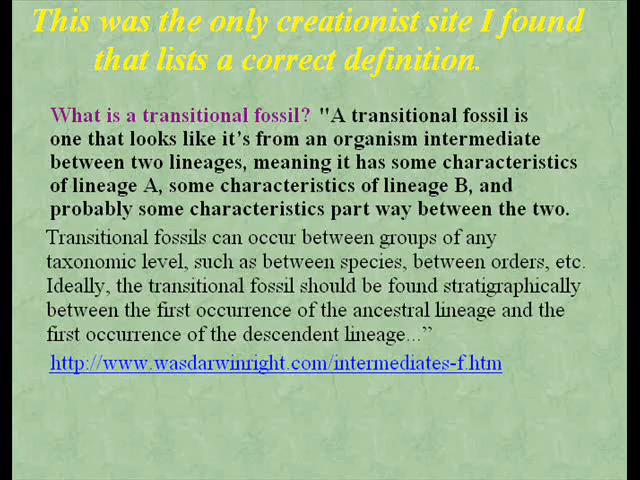 This was the only creationist site I found
that lists a correct definition.
What is a transitional fossil? "A transitional fossil is
one that looks like it’s from an organism intermediate
between two lineages, meaning it has some characteristics
of lineage A, some characteristics of lineage B, and
probably some characteristics part way between the two.
Transitional fossils can occur between groups of any
taxonomic level, such as between species, between orders, etc.
Ideally, the transitional fossil should be found stratigraphically
between the first occurrence of the ancestral lineage and the
first occurrence of the descendent lineage...”
http://www.wasdarwinright.com/intermediates-f.htm